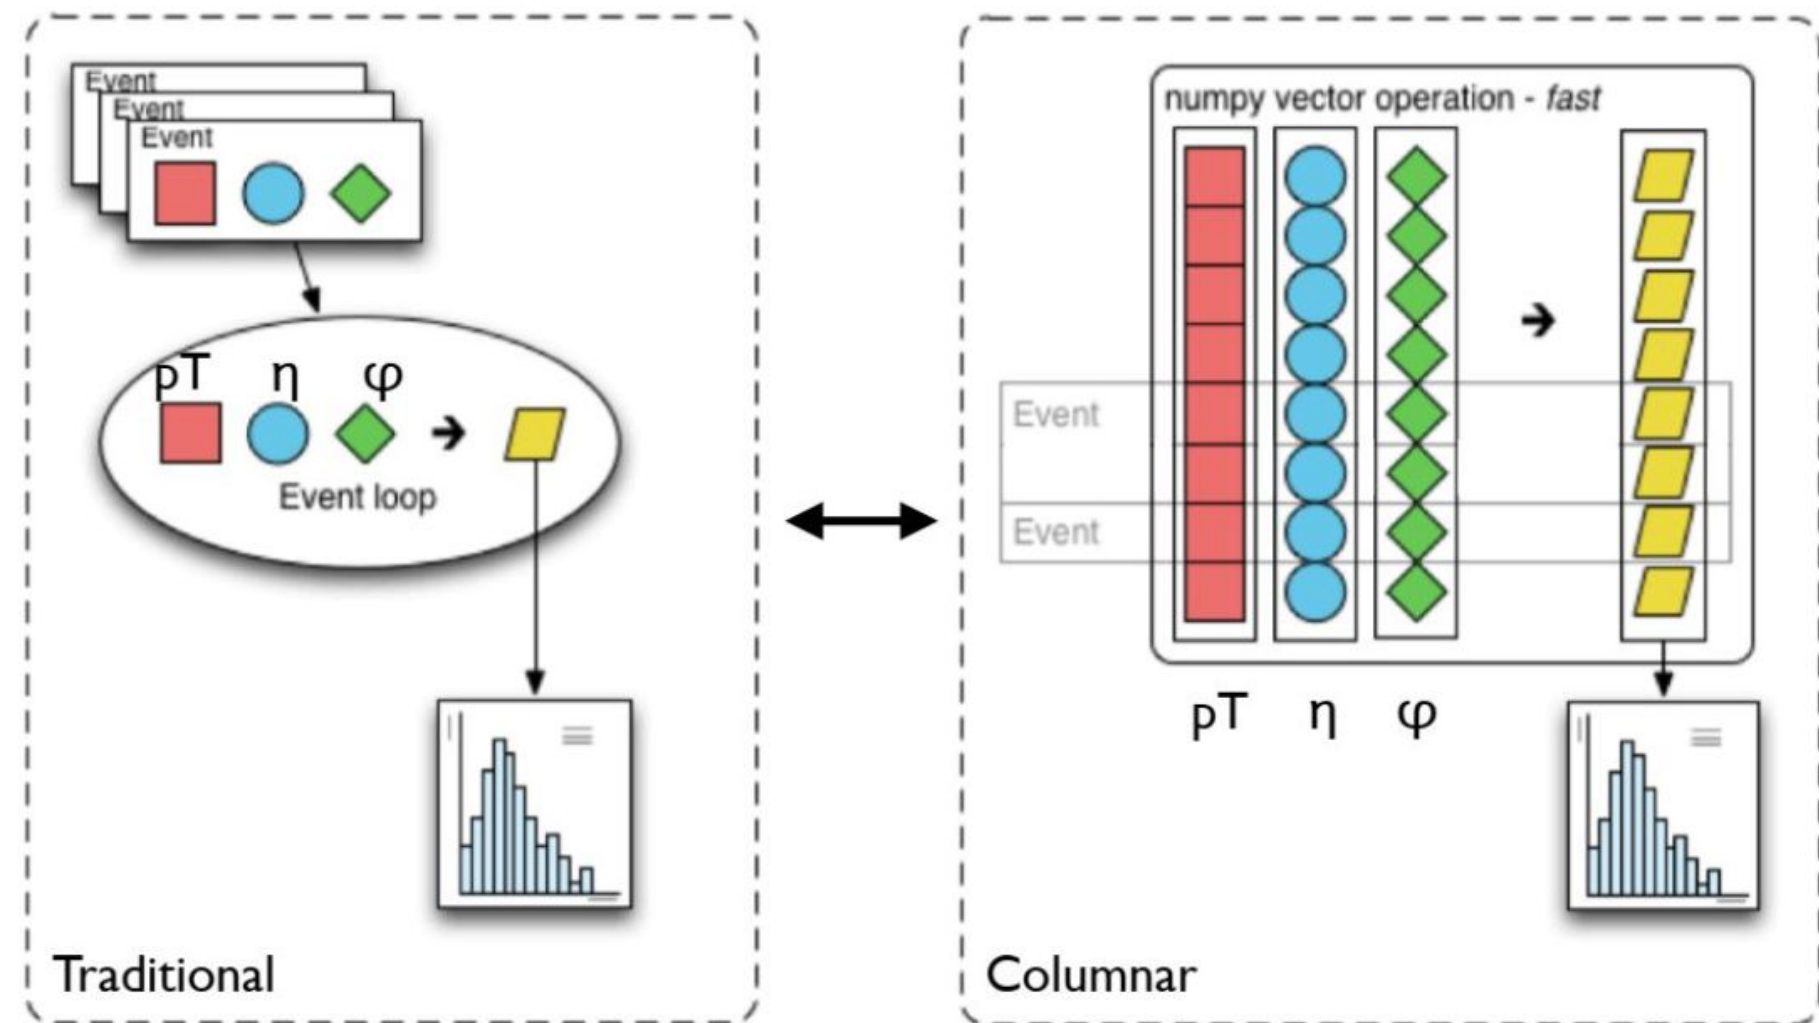 Event
Event
Event
pT η φ
Event loop
Traditional
numpy vector operation - fast
Event
Event
pT η φ
Columnar